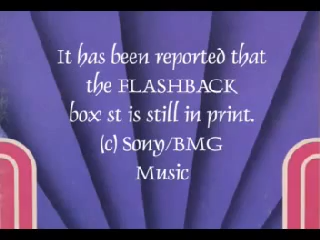 It has been reported that
the FLASHBACK
box st is still in print.
(c) Sony/BMG
Music